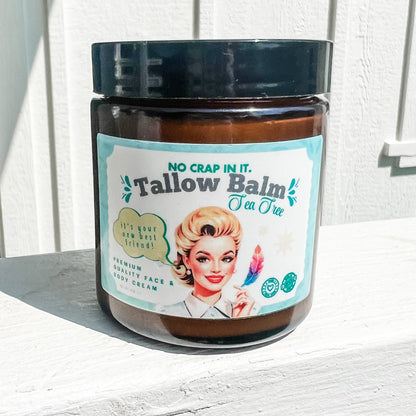 NO CRAP IN IT.
Tallow Balm
Tea Tree
it's your
new best
friend!
PREMIUM
QUALITY FACE &
BODY CREAM